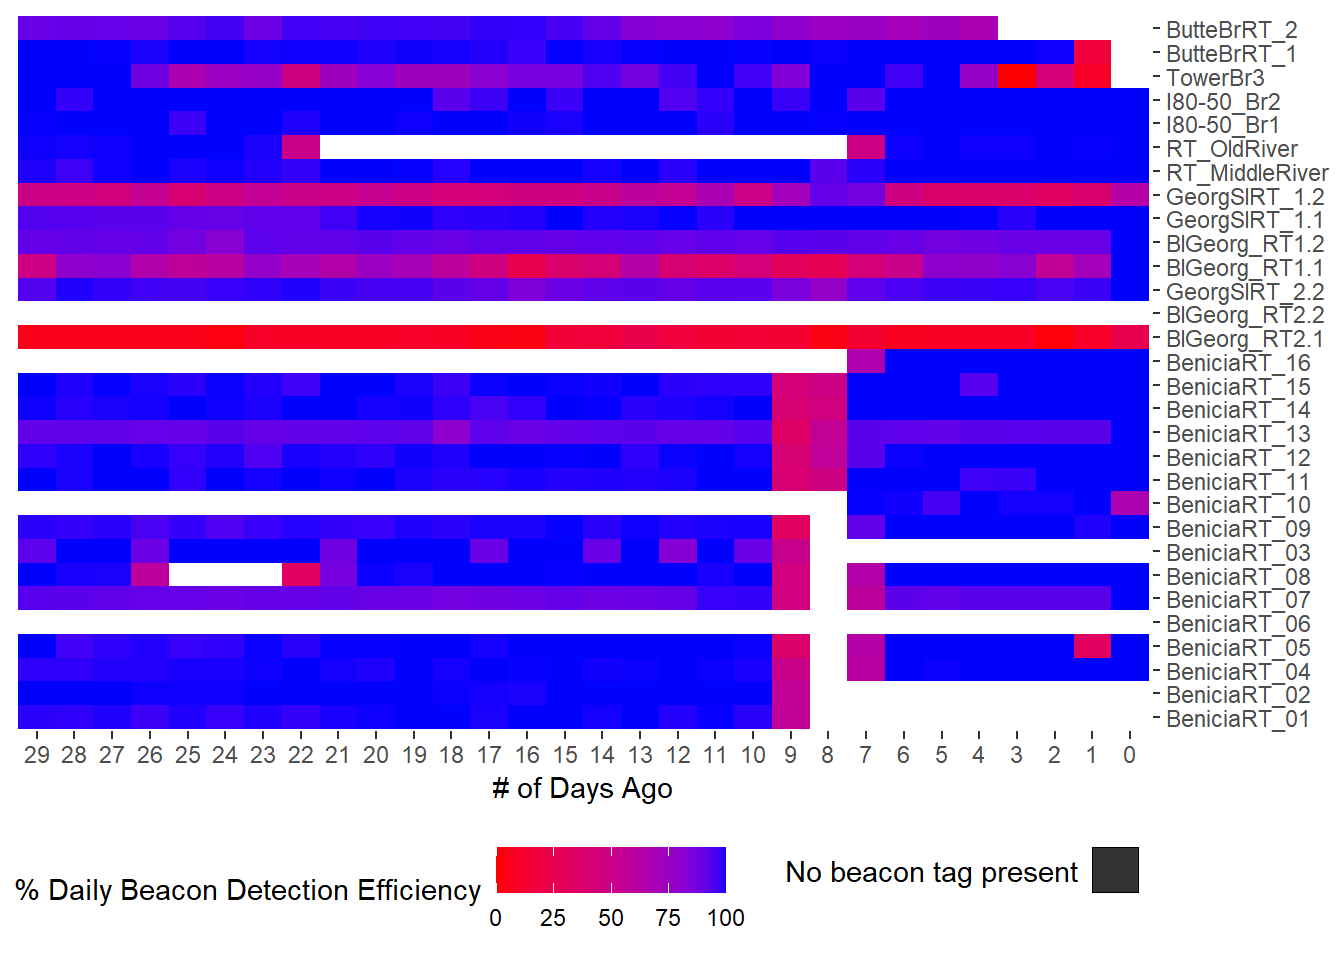 ButteBrRT_2
ButteBrRT_1
TowerBr3
I80-50_Br2
I80-50_Br1
RT_OldRiver
RT_MiddleRiver
GeorgSlRT_1.2
GeorgSlRT_1.1
BlGeorg_RT1.2
BlGeorg_RT1.1
GeorgSlRT_2.2
BlGeorg_RT2.2
BlGeorg_RT2.1
BeniciaRT_16
BeniciaRT_15
BeniciaRT_14
BeniciaRT_13
BeniciaRT_12
BeniciaRT_11
BeniciaRT_10
BeniciaRT_09
BeniciaRT_03
BeniciaRT_08
BeniciaRT_07
BeniciaRT_06
BeniciaRT_05
BeniciaRT_04
BeniciaRT_02
BeniciaRT_01
29 28 27 26 25 24 23 22 21 20 19 18 17 16 15 14 13 12 11 10 9 8 7 6 5 4 3 2 1 0
# of Days Ago
% Daily Beacon Detection Efficiency
0 25 50 75 100
No beacon tag present